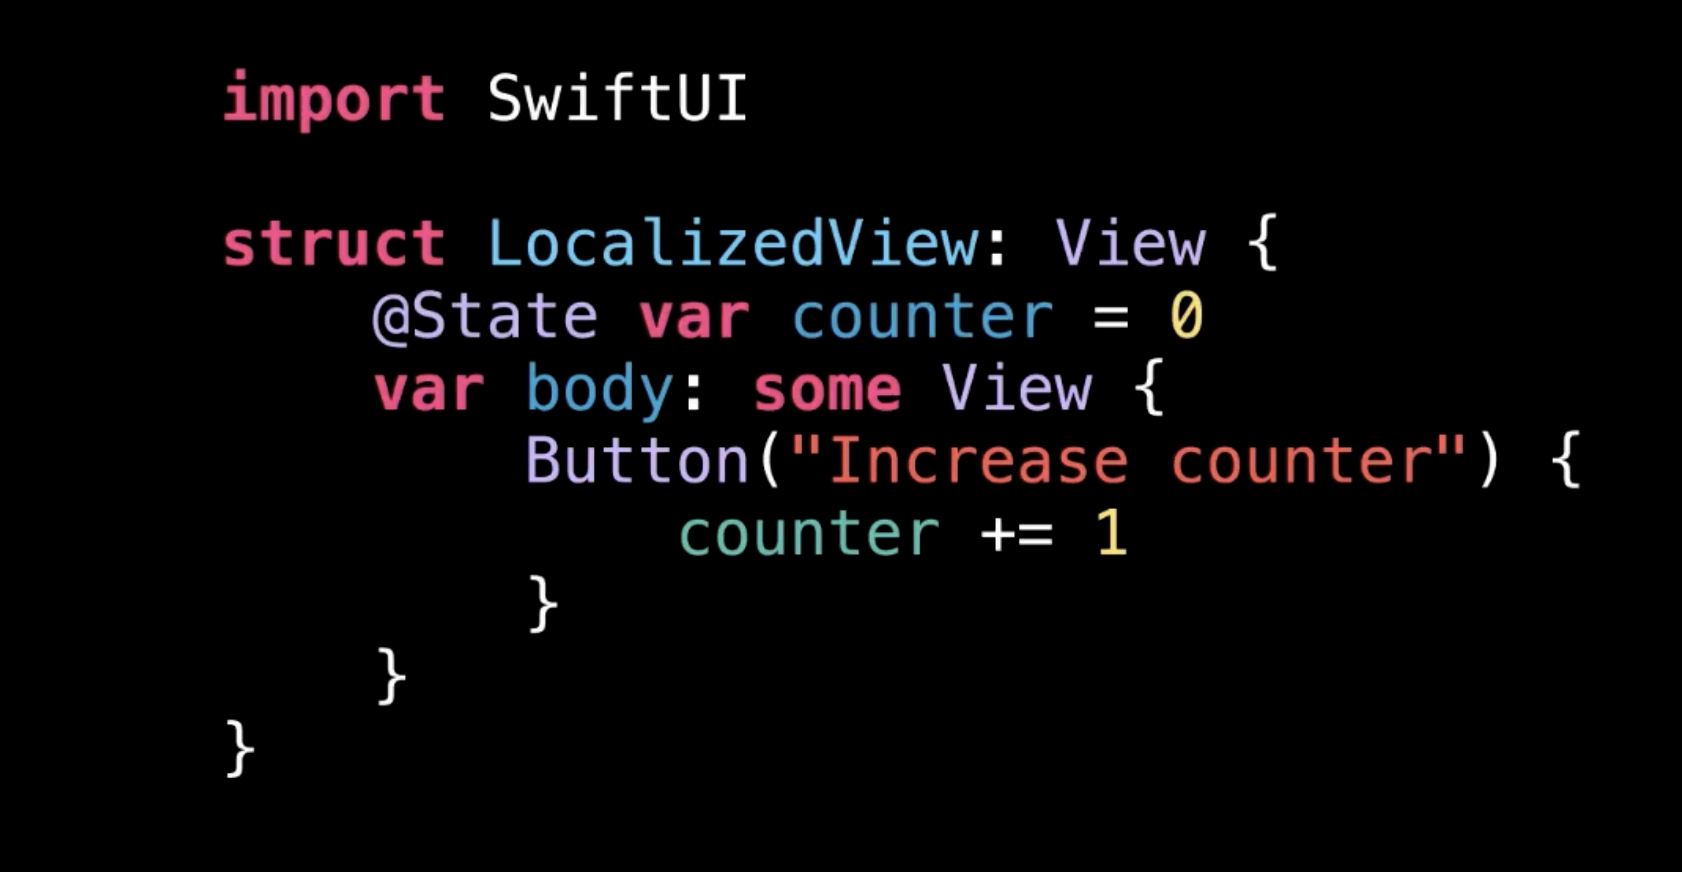 import SwiftUI
struct LocalizedView: View {
    @State var counter = 0
    var body: some View {
        Button("Increase counter") {
            counter += 1
        }
    }
}